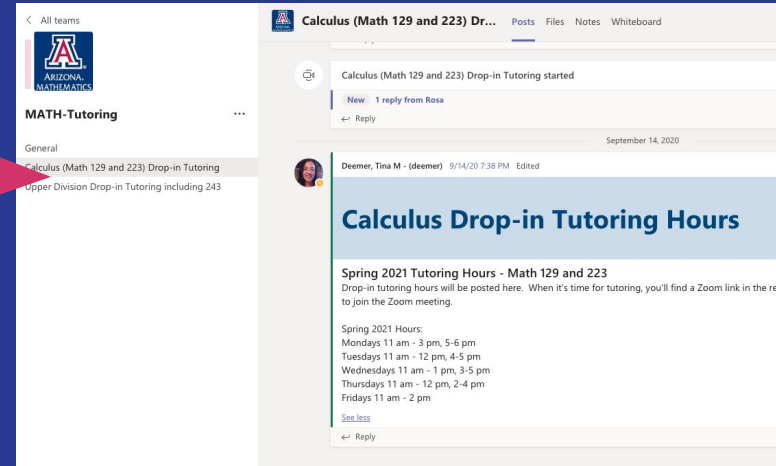 All teams
A
ARIZONA.
MATHEMATICS
MATH-Tutoring
...
General
Calculus (Math 129 and 223) Drop-in Tutoring
Upper Division Drop-in Tutoring including 243
Calculus (Math 129 and 223) Dr... Posts Files Notes Whiteboard
Calculus (Math 129 and 223) Drop-in Tutoring started
New 1 reply from Rosa
Reply
September 14, 2020
Deemer, Tina M - (deemer) 9/14/20 7:38 PM Edited
Calculus Drop-in Tutoring Hours
Spring 2021 Tutoring Hours - Math 129 and 223
Drop-in tutoring hours will be posted here. When it's time for tutoring, you'll find a Zoom link in the re
to join the Zoom meeting.
Spring 2021 Hours:
Mondays 11 am - 3 pm, 5-6 pm
Tuesdays 11 am - 12 pm, 4-5 pm
Wednesdays 11 am - 1 pm, 3-5 pm
Thursdays 11 am - 12 pm, 2-4 pm
Fridays 11 am - 2 pm
See less
Reply